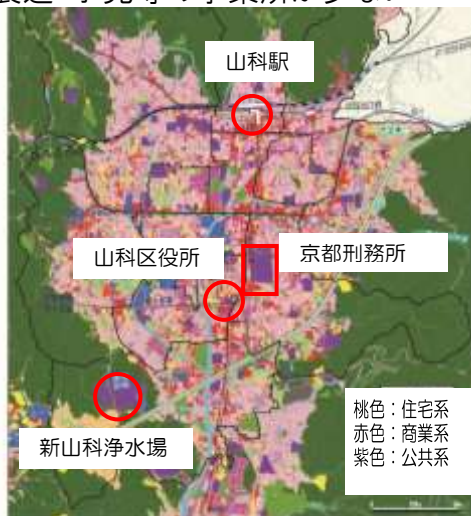 山科駅
山科区役所
京都刑務所
新山科浄水場
桃色：住宅系
赤色：商業系
紫色：公共系